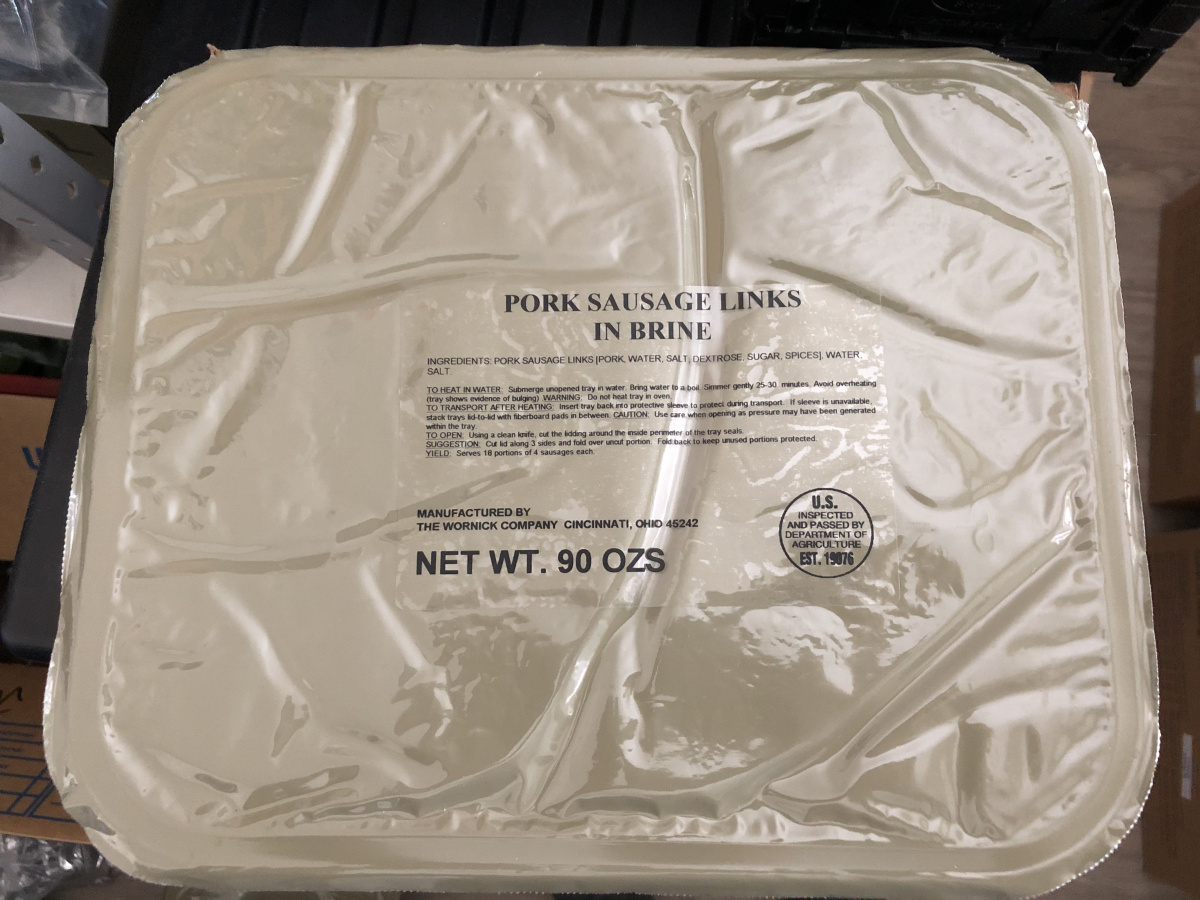 PORK SAUSAGE LINKS
IN BRINE
INGREDIENTS: PORK SAUSAGE LINKS [PORK, WATER, SALT, DEXTROSE, SUGAR, SPICES], WATER,
SALT.
TO HEAT IN WATER: Submerge unopened tray in water. Bring water to a boil. Simmer gently 25-30 minutes. Avoid overheating
(tray shows evidence of bulging) WARNING: Do not heat tray in oven.
TO TRANSPORT AFTER HEATING: Insert tray back into protective sleeve to protect during transport. If sleeve is unavailable,
stack trays lid-to-lid with fiberboard pads in between. CAUTION: Use care when opening as pressure may have been generated
within the tray.
TO OPEN: Using a clean knife, cut the lidding around the inside perimeter of the tray seals.
SUGGESTION: Cut lid along 3 sides and fold over uncut portion. Fold back to keep unused portions protected.
YIELD: Serves 18 portions of 4 sausages each
MANUFACTURED BY
THE WORNICK COMPANY CINCINNATI, OHIO 45242
NET WT. 90 OZS
U.S.
INSPECTED
AND PASSED BY
DEPARTMENT OF
AGRICULTURE
EST. 19076